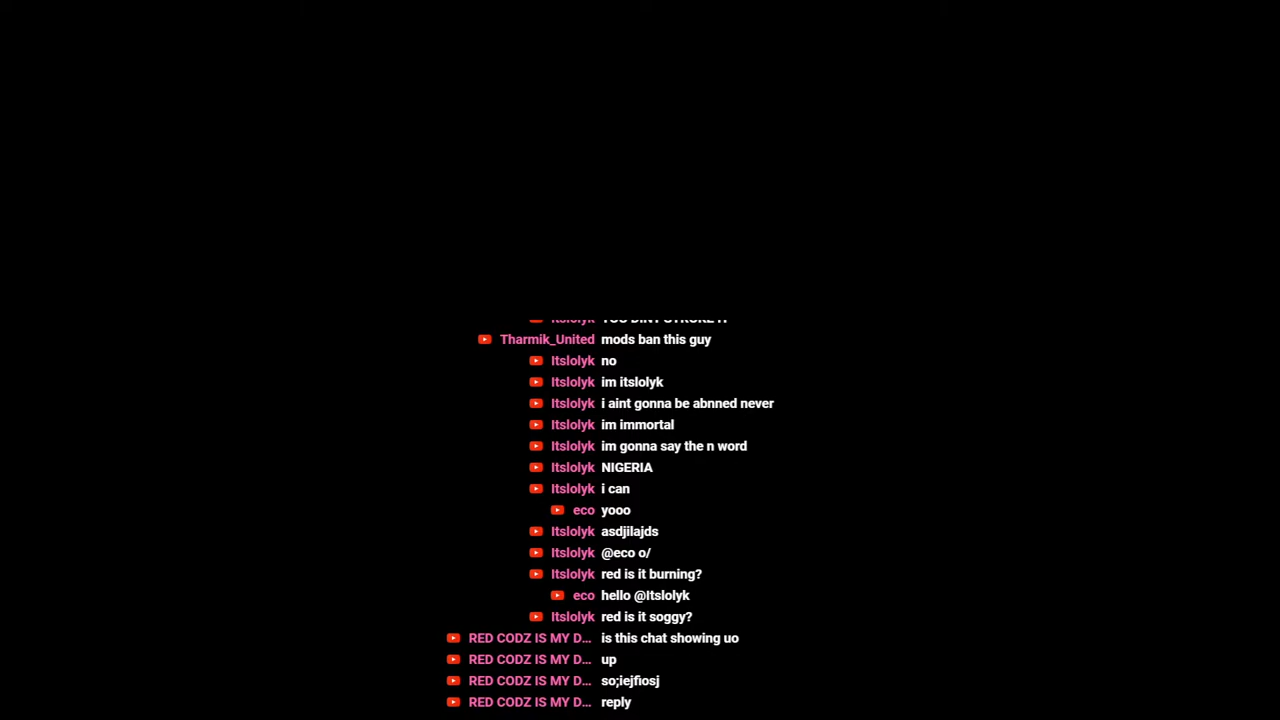 Tharmik_United mods ban this guy
Itslolyk no
Itslolyk im itslolyk
Itslolyk i aint gonna be abnned never
Itslolyk im immortal
Itslolyk im gonna say the n word
Itslolyk NIGERIA
Itslolyk i can
eco yooo
Itslolyk asdjilajds
Itslolyk @eco o/
Itslolyk red is it burning?
eco hello @Itslolyk
Itslolyk red is it soggy?
RED CODZ IS MY D... is this chat showing uo
RED CODZ IS MY D... up
RED CODZ IS MY D... so;iejfiosj
RED CODZ IS MY D... reply